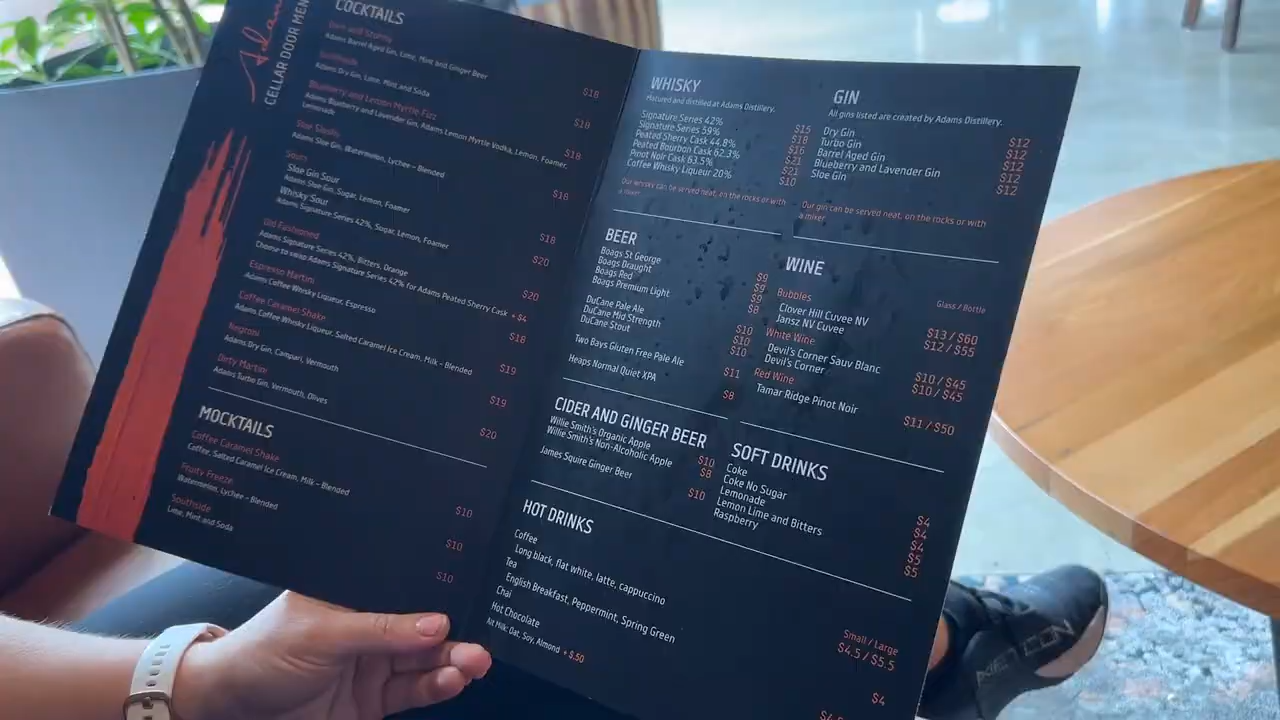 Adam
CELLAR DOOR MEN
COCKTAILS
Dark and Stormy
Adams Barrel Aged Gin, Lime, Mint and Ginger Beer
$18
Southside
Adams Dry Gin, Lime, Mint and Soda
$18
Blueberry and Lemon Myrtle Fizz
Adams Blueberry and Lavender Gin, Adams Lemon Myrtle Vodka, Lemon, Foamer,
Lemonade
$18
Sloe Slushy
Adams Sloe Gin, Watermelon, Lychee - Blended
$18
Sours
Sloe Gin Sour
Adams Sloe Gin, Sugar, Lemon, Foamer
$18
Whisky Sour
Adams Signature Series 42%, Sugar, Lemon, Foamer
$20
Old Fashioned
Adams Signature Series 42%, Bitters, Orange
$20
Choose to swap Adams Signature Series 42% for Adams Peated Sherry Cask + $4
Espresso Martini
Adams Coffee Whisky Liqueur, Espresso
$18
Coffee Caramel Shake
Adams Coffee Whisky Liqueur, Salted Caramel Ice Cream, Milk - Blended
$19
Negroni
Adams Dry Gin, Campari, Vermouth
$19
Dirty Martini
Adams Turbo Gin, Vermouth, Olives
$20
MOCKTAILS
Coffee Caramel Shake
Coffee, Salted Caramel Ice Cream, Milk - Blended
$10
Fruity Freeze
Watermelon, Lychee - Blended
$10
Southside
Lime, Mint and Soda
$10
WHISKY
Matured and distilled at Adams Distillery.
Signature Series 42% $15
Signature Series 59% $18
Peated Sherry Cask 44.8% $16
Peated Bourbon Cask 62.3% $21
Pinot Noir Cask 63.5% $21
Coffee Whisky Liqueur 20% $10
Our whisky can be served neat, on the rocks or with
a mixer
GIN
All gins listed are created by Adams Distillery.
Dry Gin $12
Turbo Gin $12
Barrel Aged Gin $12
Blueberry and Lavender Gin $12
Sloe Gin $12
Our gin can be served neat, on the rocks or with
a mixer
BEER
Boags St George $9
Boags Draught $9
Boags Red $9
Boags Premium Light $8
DuCane Pale Ale $10
DuCane Mid Strength $10
DuCane Stout $10
Two Bays Gluten Free Pale Ale $11
Heaps Normal Quiet XPA $8
WINE
Glass / Bottle
Bubbles
Clover Hill Cuvee NV $13 / $60
Jansz NV Cuvee $12 / $55
White Wine
Devil's Corner Sauv Blanc $10 / $45
Devil's Corner $10 / $45
Red Wine
Tamar Ridge Pinot Noir $11 / $50
CIDER AND GINGER BEER
Willie Smith's Organic Apple $10
Willie Smith's Non-Alcoholic Apple $8
James Squire Ginger Beer $10
SOFT DRINKS
Coke $4
Coke No Sugar $4
Lemonade $4
Lemon Lime and Bitters $5
Raspberry $5
HOT DRINKS
Small / Large
Coffee $4.5 / $5.5
Long black, flat white, latte, cappuccino
Tea $4
English Breakfast, Peppermint, Spring Green
Chai
Hot Chocolate
Alt Milk: Oat, Soy, Almond + $.50